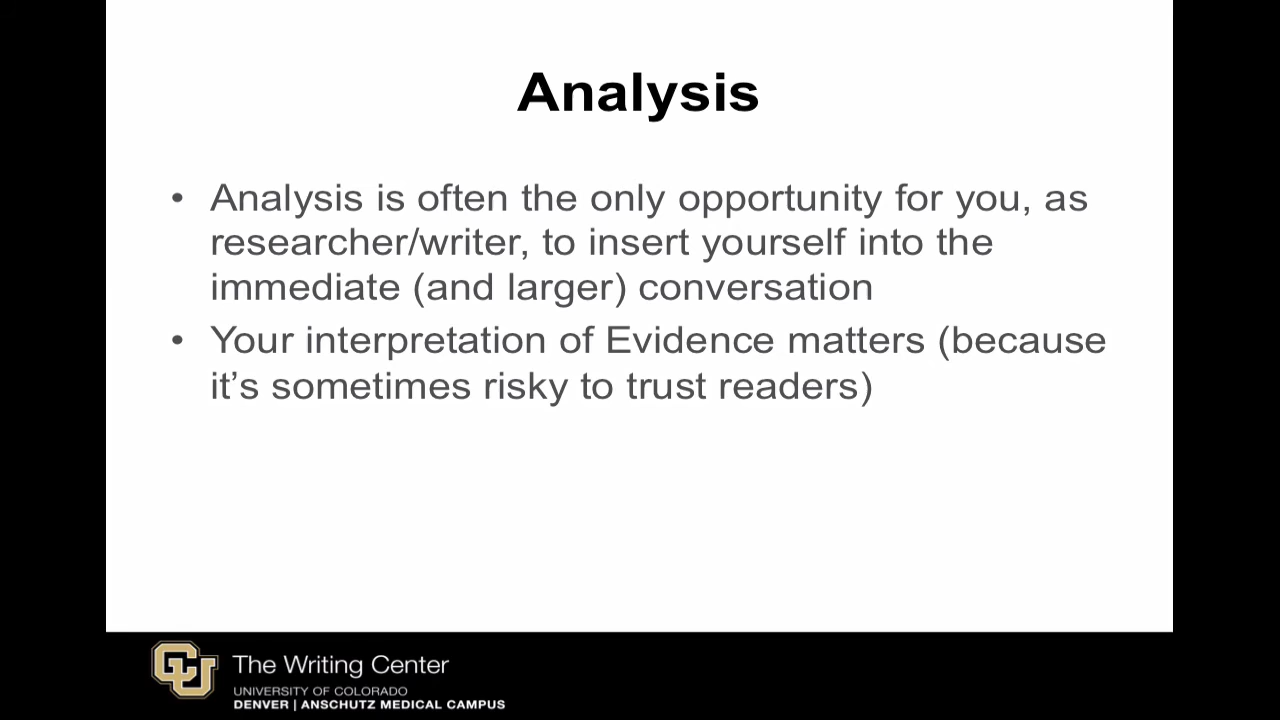 Analysis
• Analysis is often the only opportunity for you, as
researcher/writer, to insert yourself into the
immediate (and larger) conversation
• Your interpretation of Evidence matters (because
it’s sometimes risky to trust readers)
CU
The Writing Center
UNIVERSITY OF COLORADO
DENVER | ANSCHUTZ MEDICAL CAMPUS